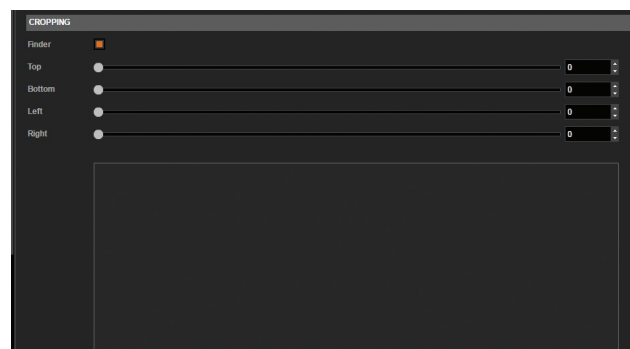 CROPPING
Finder
Top 0
Bottom 0
Left 0
Right 0